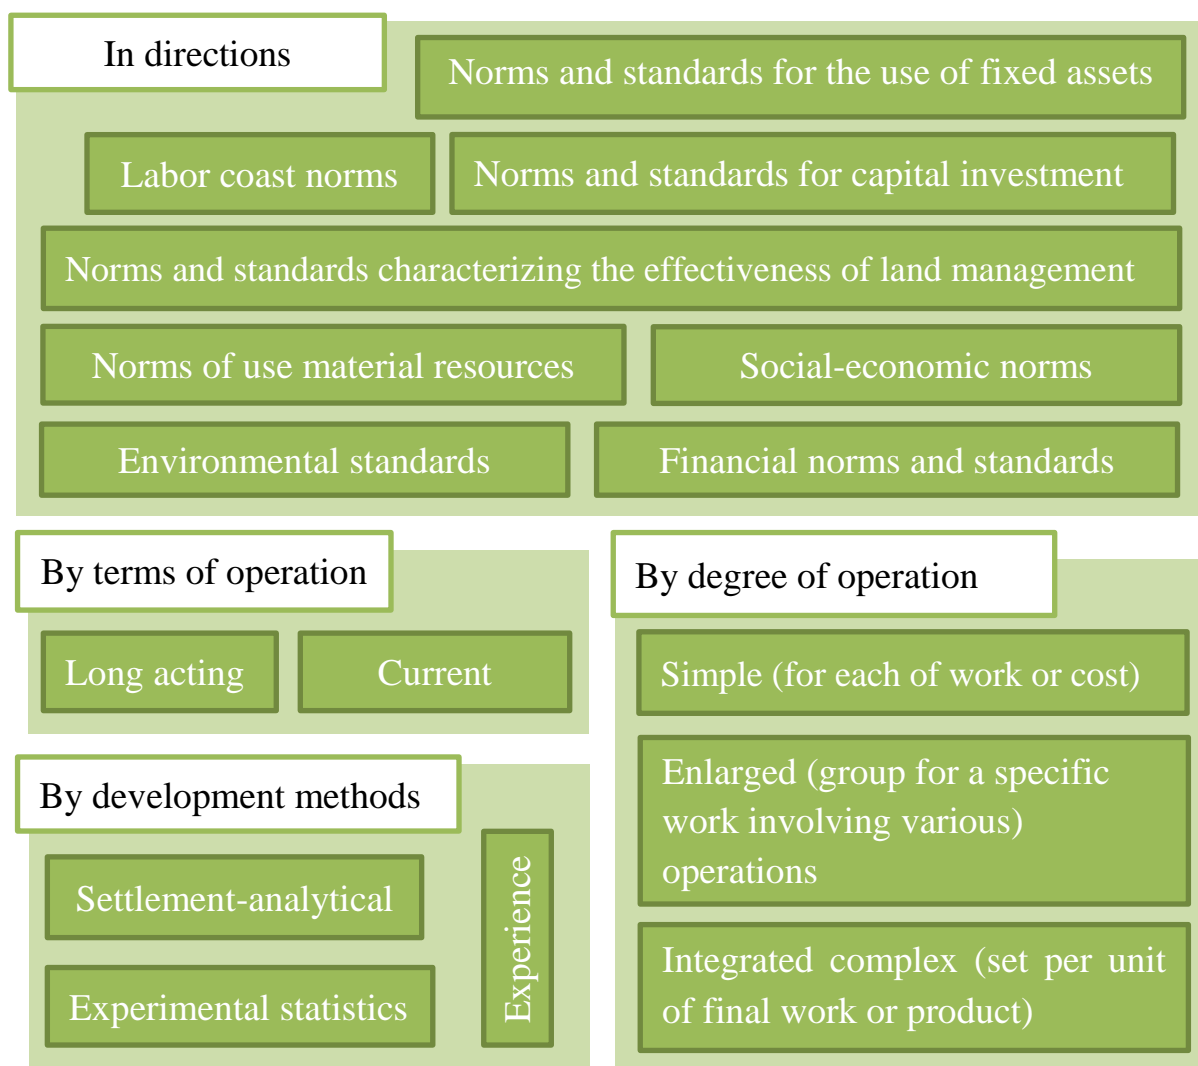 In directions
Norms and standards for the use of fixed assets
Labor coast norms
Norms and standards for capital investment
Norms and standards characterizing the effectiveness of land management
Norms of use material resources
Social-economic norms
Environmental standards
Financial norms and standards
By terms of operation
Long acting
Current
By development methods
Settlement-analytical
Experimental statistics
Experience
By degree of operation
Simple (for each of work or cost)
Enlarged (group for a specific
work involving various)
operations
Integrated complex (set per unit
of final work or product)